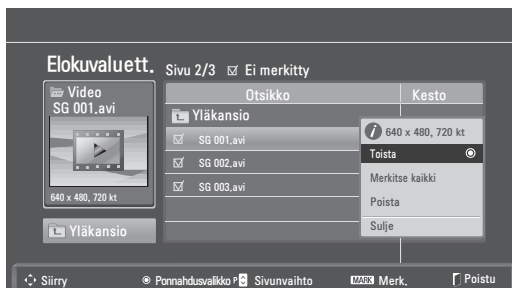 Elokuvaluett. Sivu 2/3 Ei merkitty
Video
SG 001.avi
640 x 480, 720 kt
Yläkansio
Otsikko Kesto
Yläkansio
SG 001.avi
SG 002.avi
SG 003.avi
i 640 x 480, 720 kt
Toista
Merkitse kaikki
Poista
Sulje
Siirry Ponnahdusvalikko P Sivunvaihto MARK Merk. Poistu